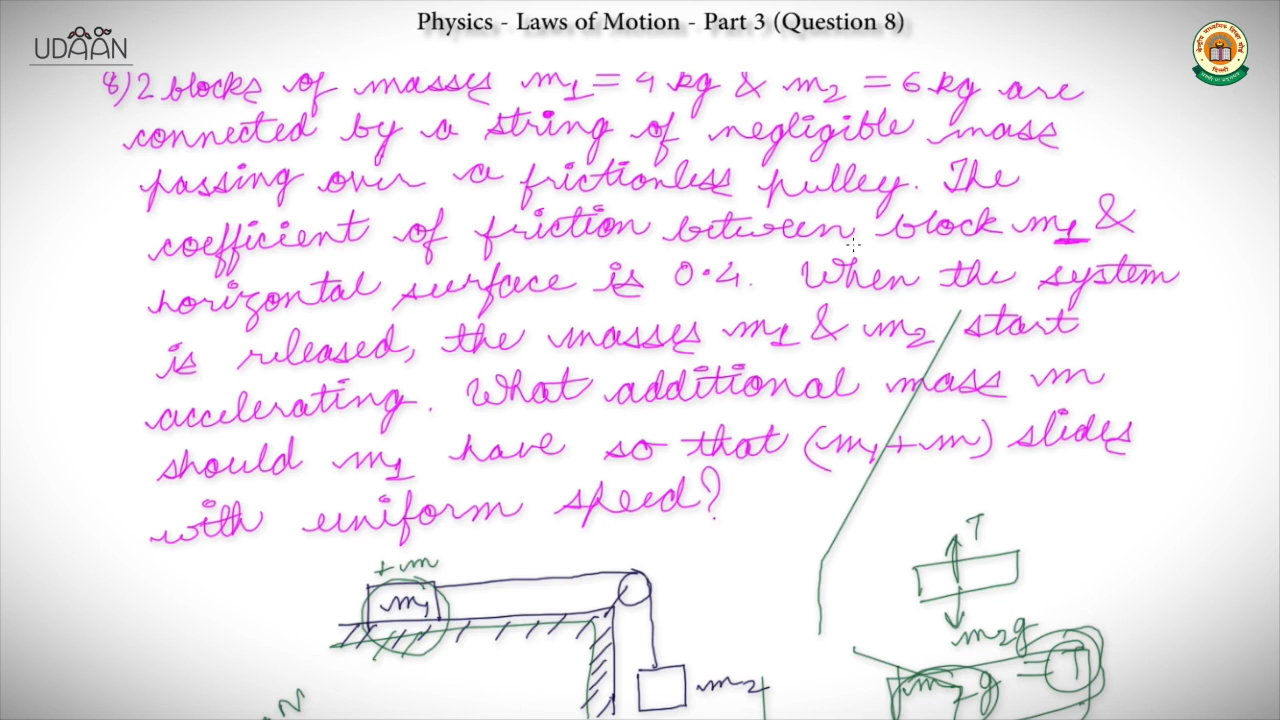 Physics - Laws of Motion - Part 3 (Question 8)
UDAAN
8) 2 blocks of masses m1 = 4 kg & m2 = 6 kg are
connected by a string of negligible mass
passing over a frictionless pulley. The
coefficient of friction between block m1 &
horizontal surface is 0.4. When the system
is released, the masses m1 & m2 start
accelerating. What additional mass m
should m1 have so that (m1+m) slides
with uniform speed?
+m
m1
m2
T
m2g
m2g = T
N